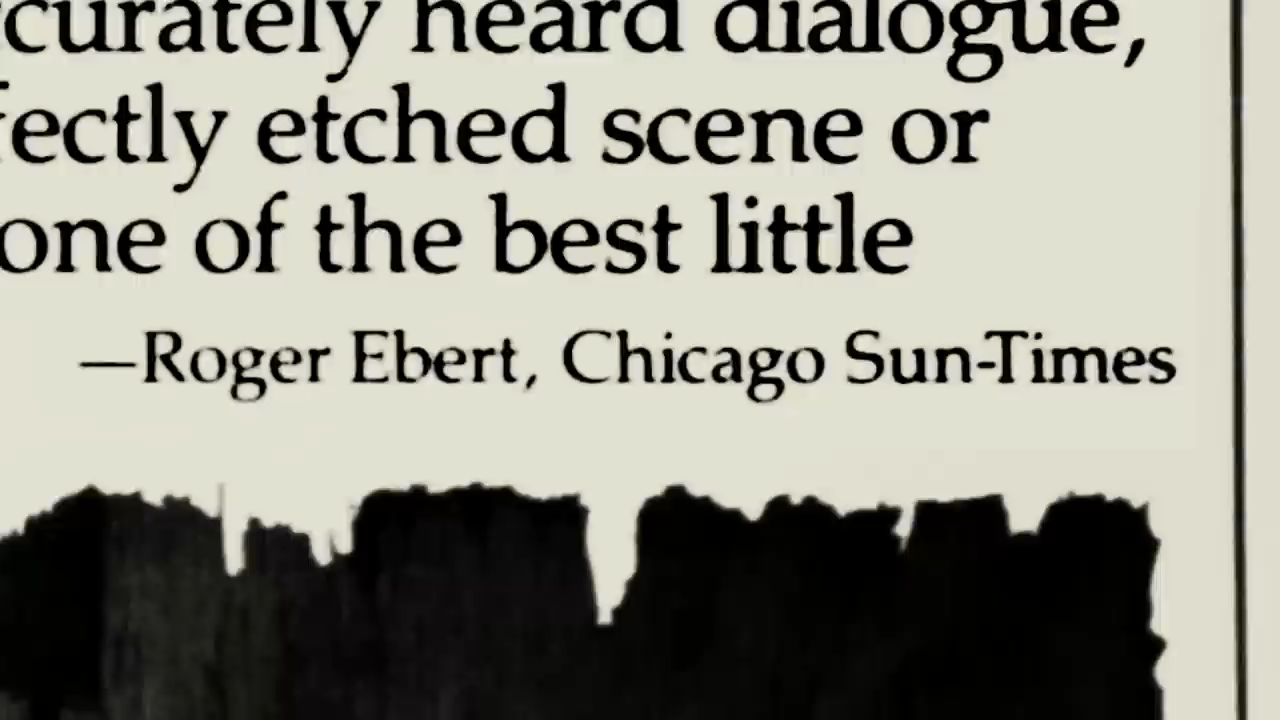 curately heard dialogue,
fectly etched scene or
one of the best little
—Roger Ebert, Chicago Sun-Times